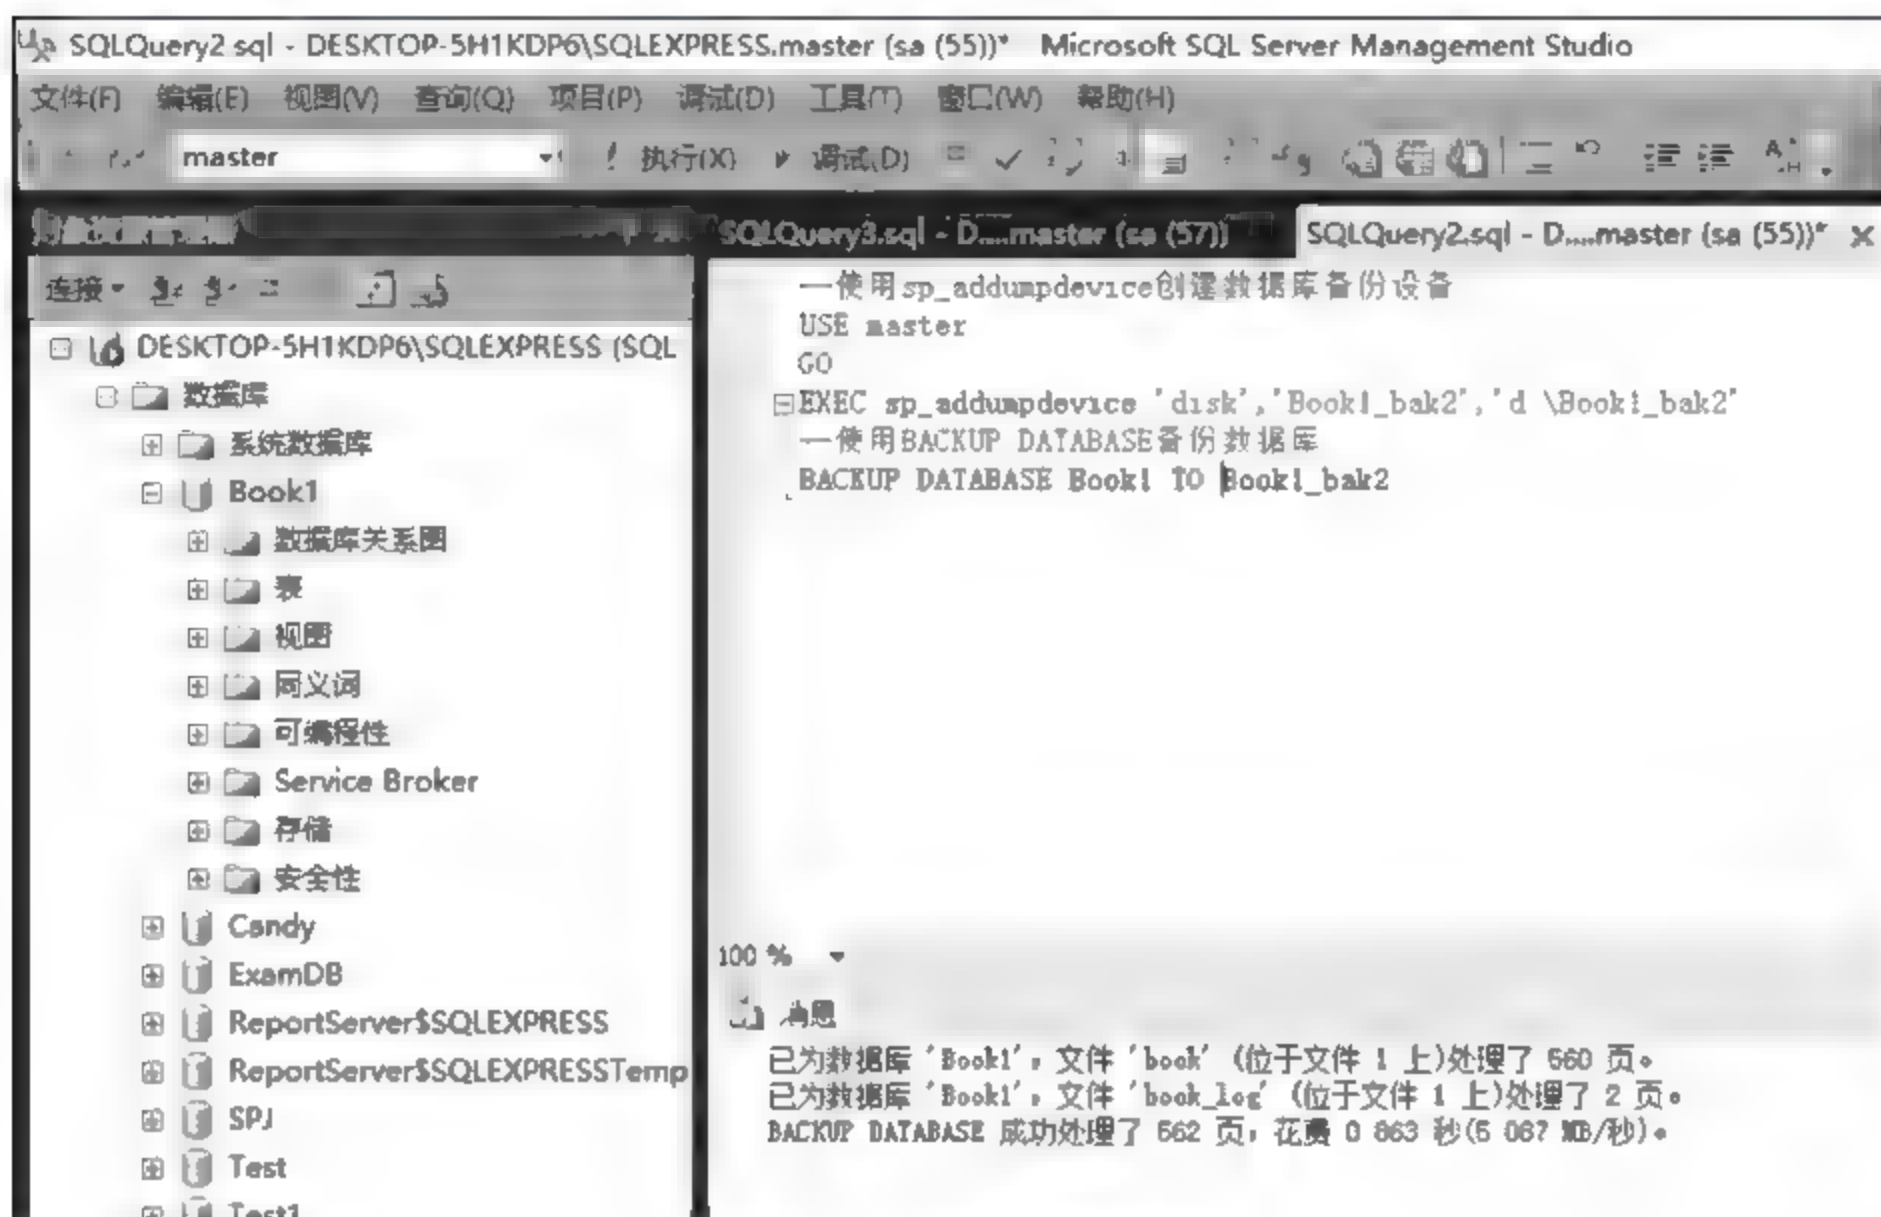 SQLQuery2.sql - DESKTOP-5H1KDP6\SQLEXPRESS.master (sa (55))* Microsoft SQL Server Management Studio
文件(F) 编辑(E) 视图(V) 查询(Q) 项目(P) 调试(D) 工具(T) 窗口(W) 帮助(H)
master ! 执行(X) 调试(D)
SQLQuery3.sql - D....master (sa (57)) SQLQuery2.sql - D....master (sa (55))* ×
连接
DESKTOP-5H1KDP6\SQLEXPRESS (SQL
数据库
系统数据库
Book1
数据库关系图
表
视图
同义词
可编程性
Service Broker
存储
安全性
Candy
ExamDB
ReportServer$SQLEXPRESS
ReportServer$SQLEXPRESSTemp
SPJ
Test
Test1
--使用sp_addumpdevice创建数据库备份设备
USE master
GO
EXEC sp_addumpdevice 'disk','Book1_bak2','d:\Book1_bak2'
--使用BACKUP DATABASE备份数据库
BACKUP DATABASE Book1 TO Book1_bak2
100 %
消息
已为数据库 'Book1'，文件 'book' (位于文件 1 上)处理了 560 页。
已为数据库 'Book1'，文件 'book_log' (位于文件 1 上)处理了 2 页。
BACKUP DATABASE 成功处理了 562 页，花费 0.863 秒(5.087 MB/秒)。